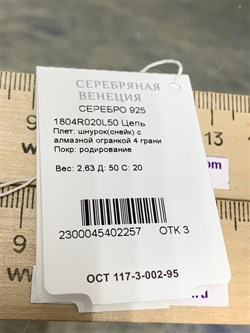 СЕРЕБРЯНАЯ
ВЕНЕЦИЯ
СЕРЕБРО 925
1804R020L50 Цепь
Плет: шнурок(снейк) с
алмазной огранкой 4 грани
Покр: родирование
Вес: 2,63 Д: 50 С: 20
2300045402257 ОТК 3
ОСТ 117-3-002-95